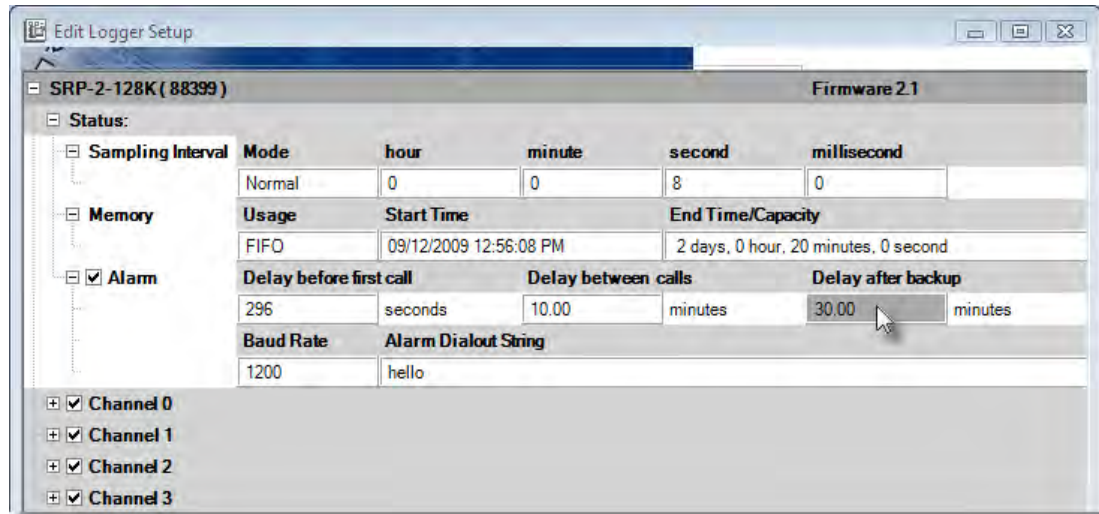 Edit Logger Setup
SRP-2-128K ( 88399 ) Firmware 2.1
Status:
Sampling Interval Mode hour minute second millisecond
Normal 0 0 8 0
Memory Usage Start Time End Time/Capacity
FIFO 09/12/2009 12:56:08 PM 2 days, 0 hour, 20 minutes, 0 second
Alarm Delay before first call Delay between calls Delay after backup
296 seconds 10.00 minutes 30.00 minutes
Baud Rate Alarm Dialout String
1200 hello
Channel 0
Channel 1
Channel 2
Channel 3